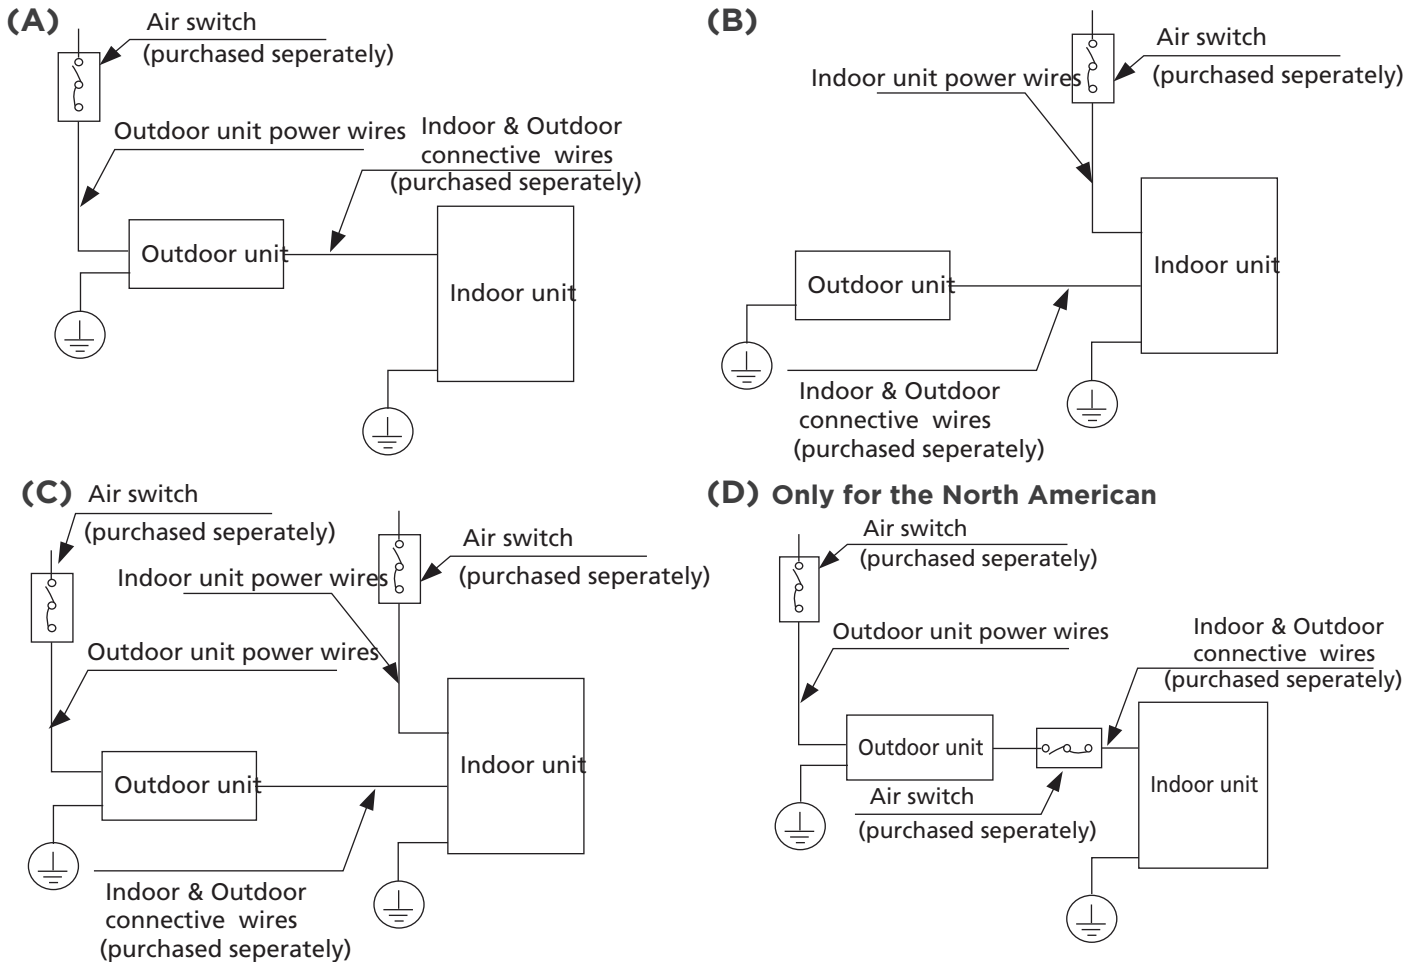 (A)
Air switch
(purchased seperately)
Outdoor unit power wires
Indoor & Outdoor
connective wires
(purchased seperately)
Outdoor unit
Indoor unit
(B)
Air switch
(purchased seperately)
Indoor unit power wires
Indoor unit
Outdoor unit
Indoor & Outdoor
connective wires
(purchased seperately)
(C)
Air switch
(purchased seperately)
Air switch
(purchased seperately)
Indoor unit power wires
Outdoor unit power wires
Indoor unit
Outdoor unit
Indoor & Outdoor
connective wires
(purchased seperately)
(D) Only for the North American
Air switch
(purchased seperately)
Outdoor unit power wires
Indoor & Outdoor
connective wires
(purchased seperately)
Outdoor unit
Indoor unit
Air switch
(purchased seperately)